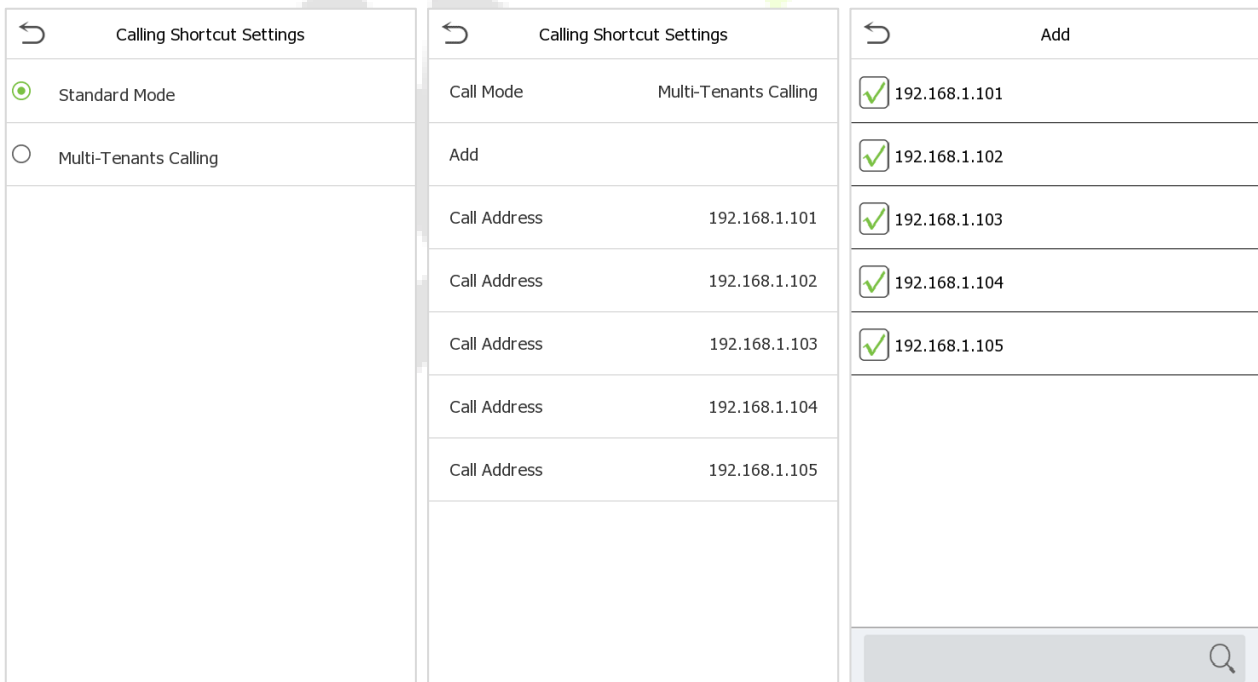 Calling Shortcut Settings
Standard Mode
Multi-Tenants Calling
Calling Shortcut Settings
Call Mode Multi-Tenants Calling
Add
Call Address 192.168.1.101
Call Address 192.168.1.102
Call Address 192.168.1.103
Call Address 192.168.1.104
Call Address 192.168.1.105
Add
192.168.1.101
192.168.1.102
192.168.1.103
192.168.1.104
192.168.1.105